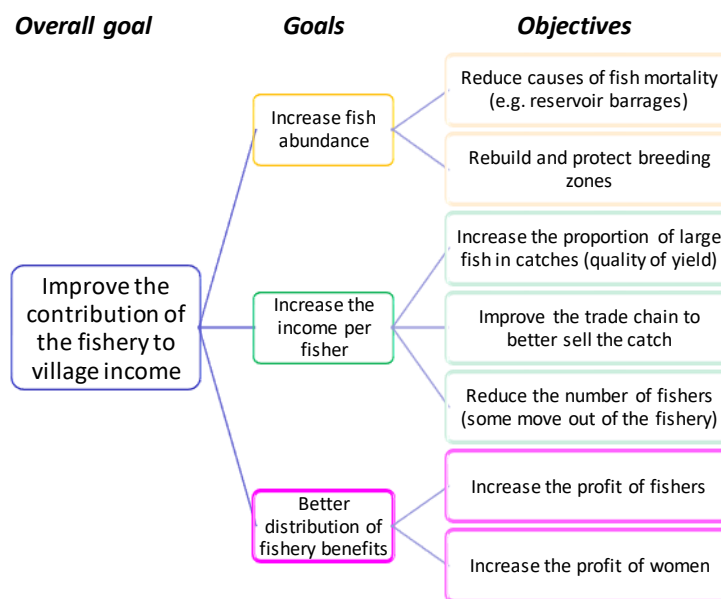 Overall goal
Goals
Objectives
Improve the
contribution of
the fishery to
village income
Increase fish
abundance
Reduce causes of fish mortality
(e.g. reservoir barrages)
Rebuild and protect breeding
zones
Increase the
income per
fisher
Increase the proportion of large
fish in catches (quality of yield)
Improve the trade chain to
better sell the catch
Reduce the number of fishers
(some move out of the fishery)
Better
distribution of
fishery benefits
Increase the profit of fishers
Increase the profit of women